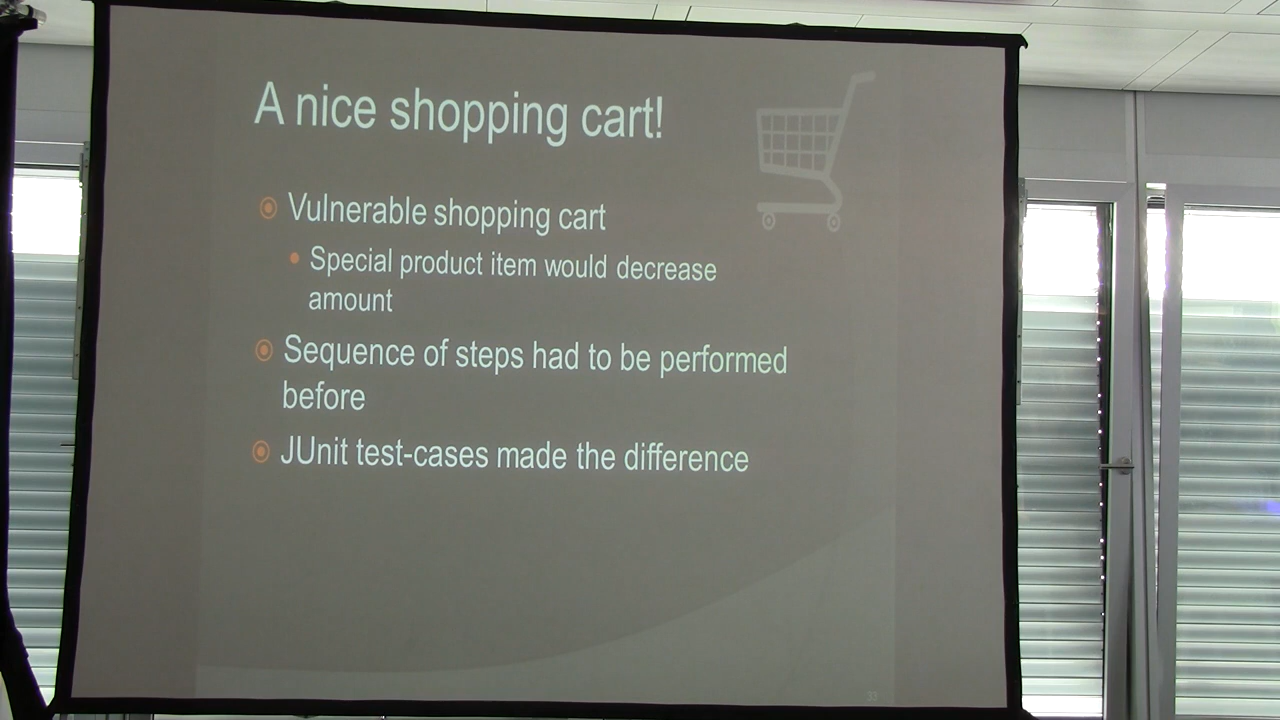 A nice shopping cart!
Vulnerable shopping cart
Special product item would decrease
amount
Sequence of steps had to be performed
before
JUnit test-cases made the difference
33